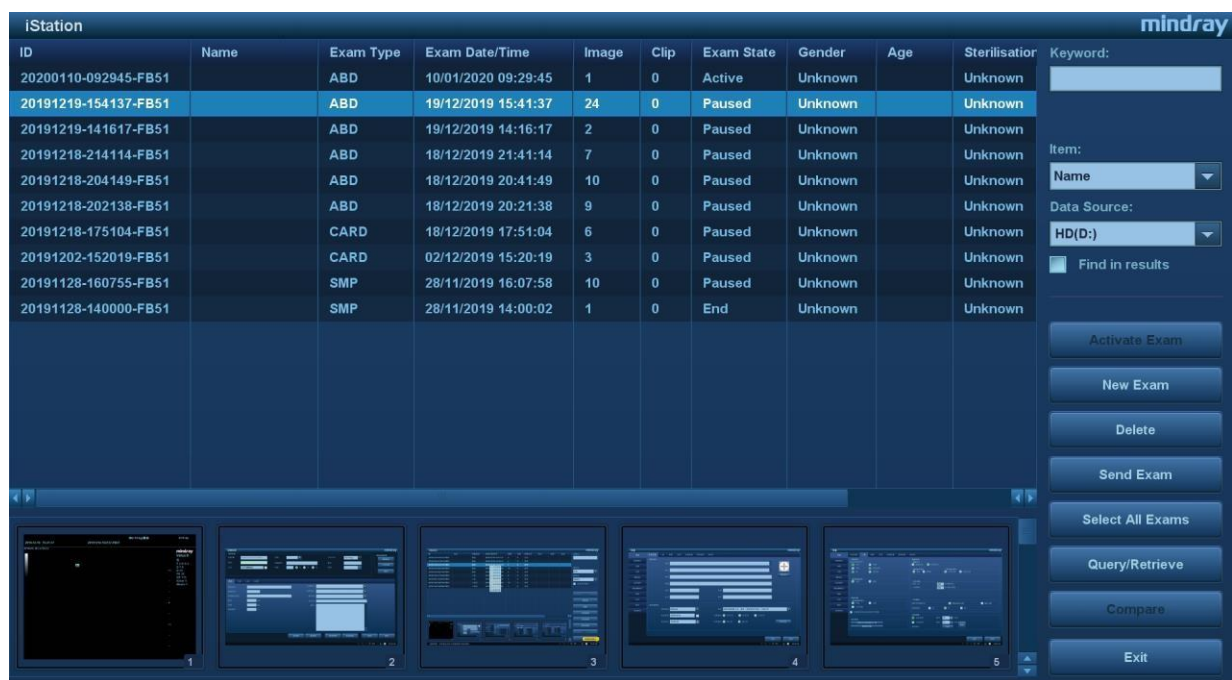 iStation mindray
ID Name Exam Type Exam Date/Time Image Clip Exam State Gender Age Sterilisation
20200110-092945-FB51 ABD 10/01/2020 09:29:45 1 0 Active Unknown Unknown
20191219-154137-FB51 ABD 19/12/2019 15:41:37 24 0 Paused Unknown Unknown
20191219-141617-FB51 ABD 19/12/2019 14:16:17 2 0 Paused Unknown Unknown
20191218-214114-FB51 ABD 18/12/2019 21:41:14 7 0 Paused Unknown Unknown
20191218-204149-FB51 ABD 18/12/2019 20:41:49 10 0 Paused Unknown Unknown
20191218-202138-FB51 ABD 18/12/2019 20:21:38 9 0 Paused Unknown Unknown
20191218-175104-FB51 CARD 18/12/2019 17:51:04 6 0 Paused Unknown Unknown
20191202-152019-FB51 CARD 02/12/2019 15:20:19 3 0 Paused Unknown Unknown
20191128-160755-FB51 SMP 28/11/2019 16:07:58 10 0 Paused Unknown Unknown
20191128-140000-FB51 SMP 28/11/2019 14:00:02 1 0 End Unknown Unknown
Keyword:
Item:
Name
Data Source:
HD(D:)
Find in results
Activate Exam
New Exam
Delete
Send Exam
Select All Exams
Query/Retrieve
Compare
Exit
1 2 3 4 5